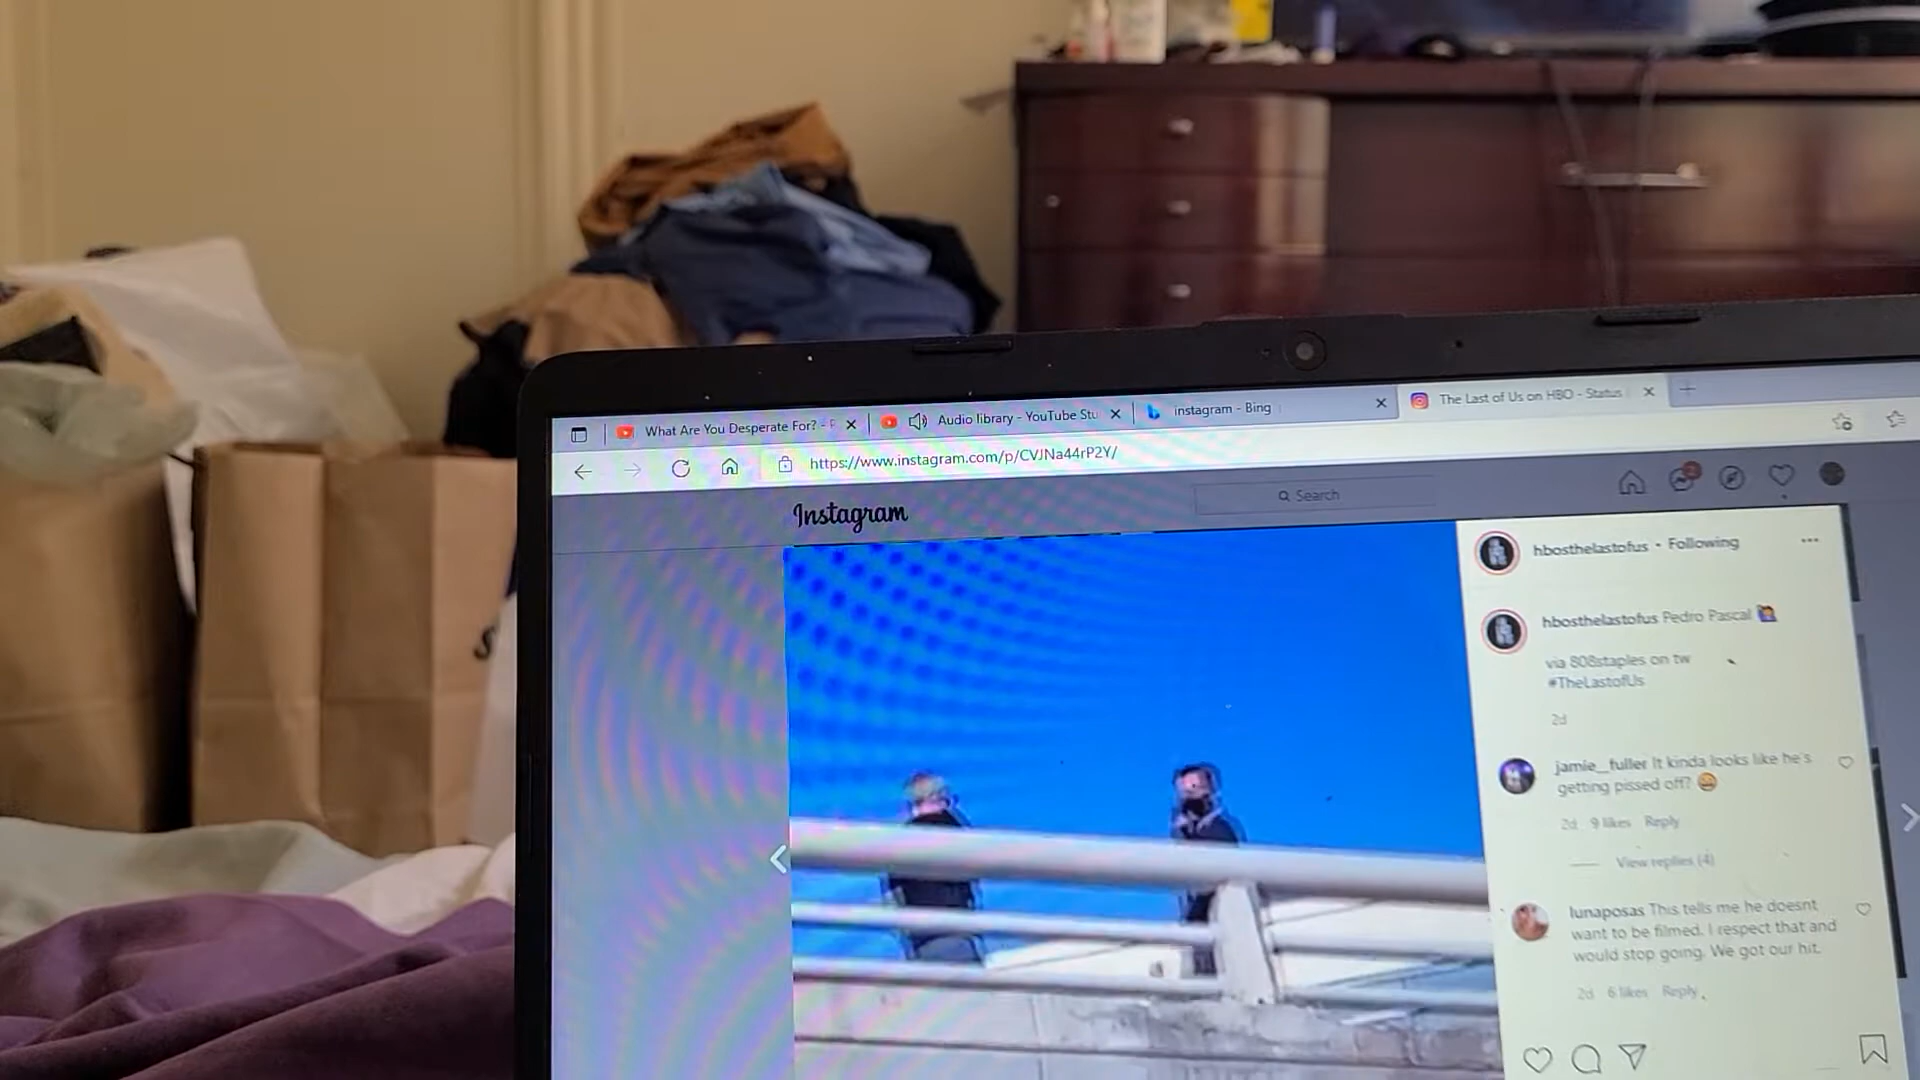 What Are You Desperate For? -
Audio library - YouTube Stu
instagram - Bing
The Last of Us on HBO - Status
https://www.instagram.com/p/CVJNa44rP2Y/
Instagram
Search
hbosthelastofus • Following
hbosthelastofus Pedro Pascal
via 808staples on tw
#TheLastofUs
2d
jamie__fuller It kinda looks like he's
getting pissed off?
2d 9 likes Reply
View replies (4)
lunaposas This tells me he doesnt
want to be filmed. I respect that and
would stop going. We got our hit.
2d 6 likes Reply